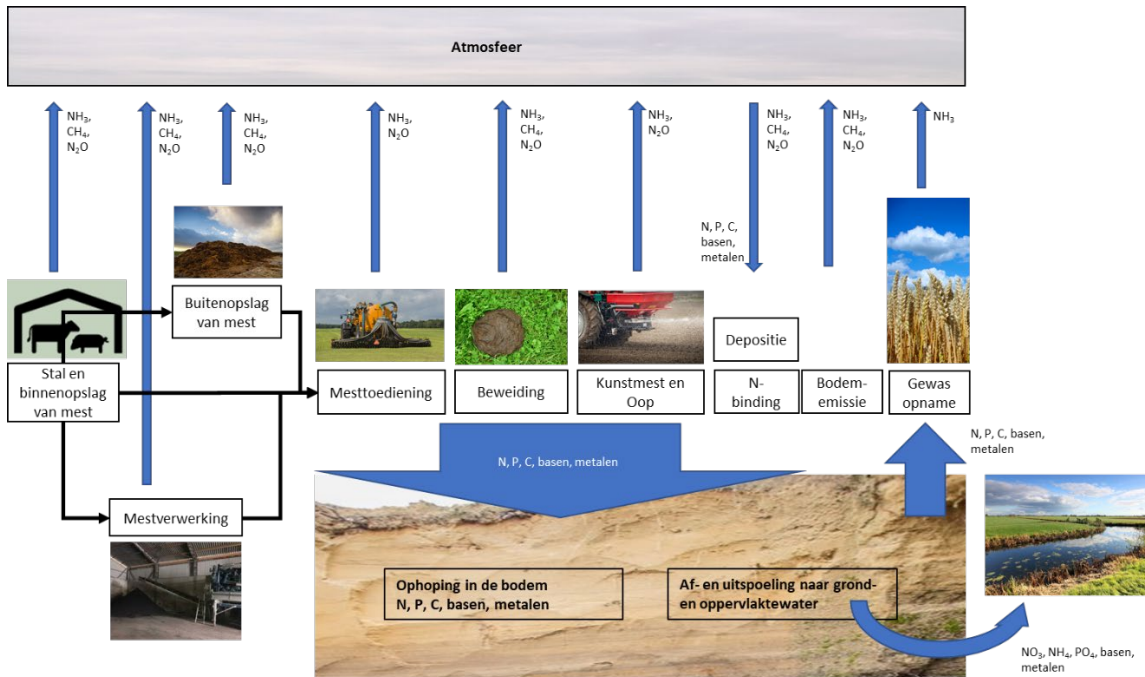 Atmosfeer
NH₃,
CH₄,
N₂O
NH₃,
CH₄,
N₂O
NH₃,
CH₄,
N₂O
NH₃,
N₂O
NH₃,
CH₄,
N₂O
NH₃,
N₂O
NH₃,
CH₄,
N₂O
NH₃,
CH₄,
N₂O
NH₃
N, P, C,
basen,
metalen
Buitenopslag
van mest
Stal en
binnenopslag
van mest
Mesttoediening
Beweiding
Kunstmest en
Oop
Depositie
N-
binding
Bodem-
emissie
Gewas
opname
N, P, C, basen,
metalen
N, P, C, basen, metalen
Mestverwerking
Ophoping in de bodem
N, P, C, basen, metalen
Af- en uitspoeling naar grond-
en oppervlaktewater
NO₃, NH₄, PO₄, basen,
metalen